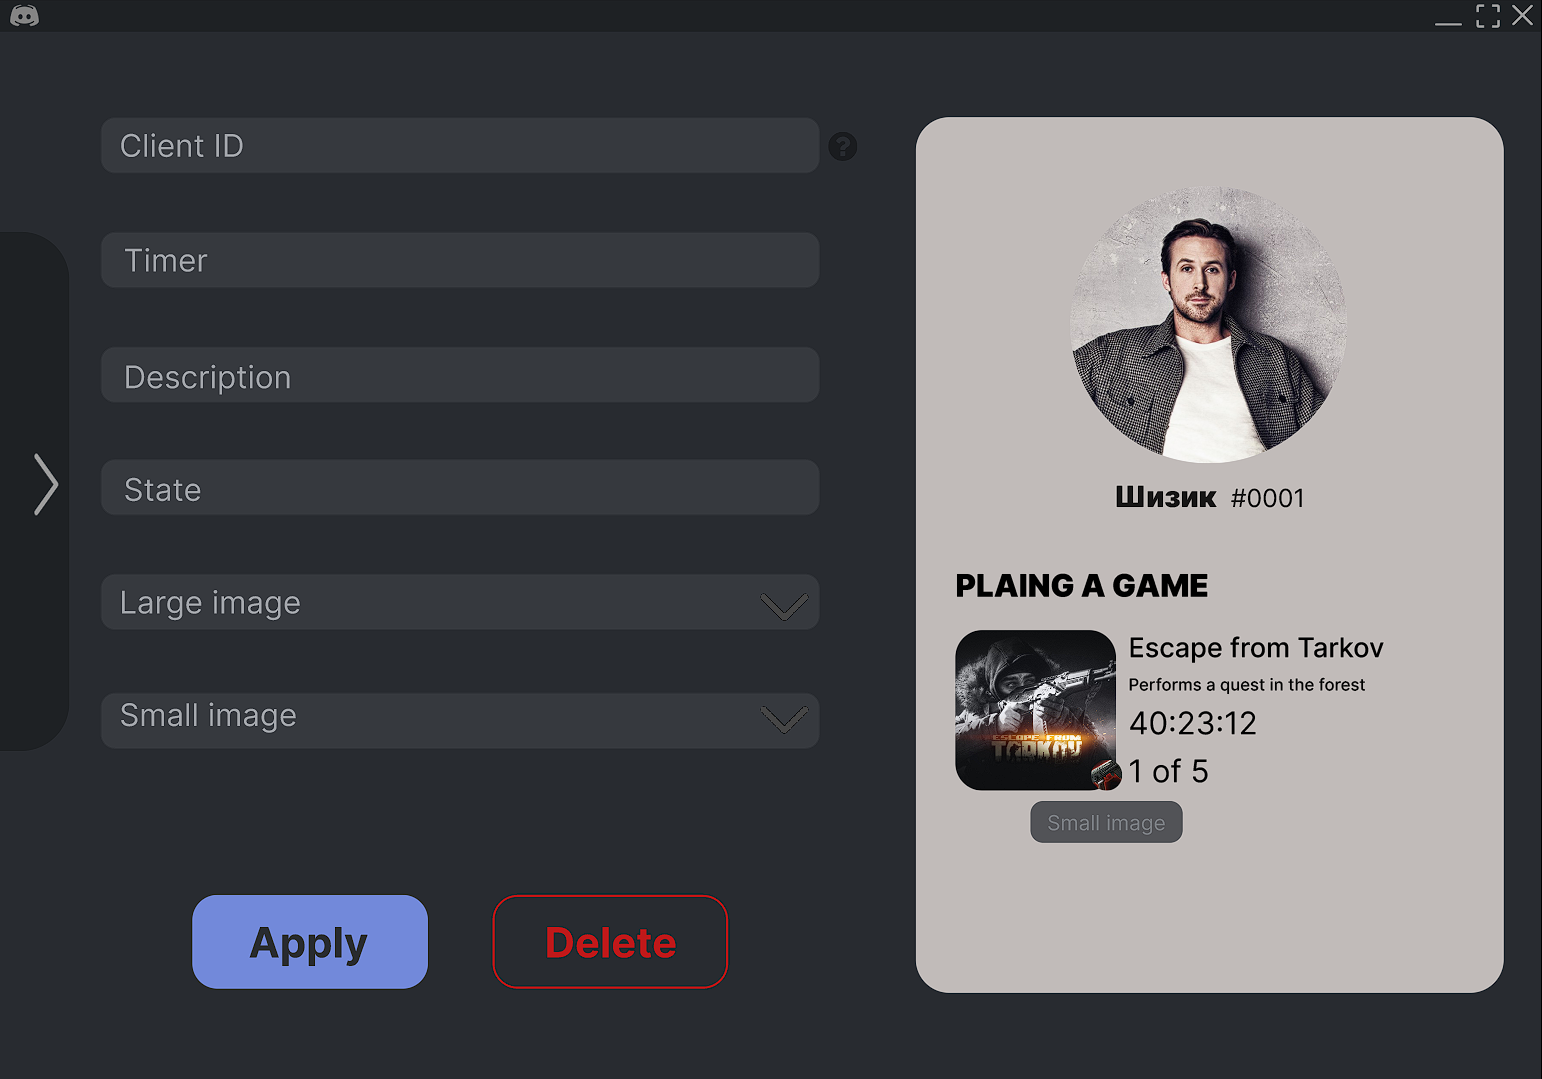 Client ID
?
Timer
Description
State
Large image
Small image
Apply
Delete
Шизик #0001
PLAING A GAME
ESCAPE FROM
TARKOV
Escape from Tarkov
Performs a quest in the forest
40:23:12
1 of 5
Small image